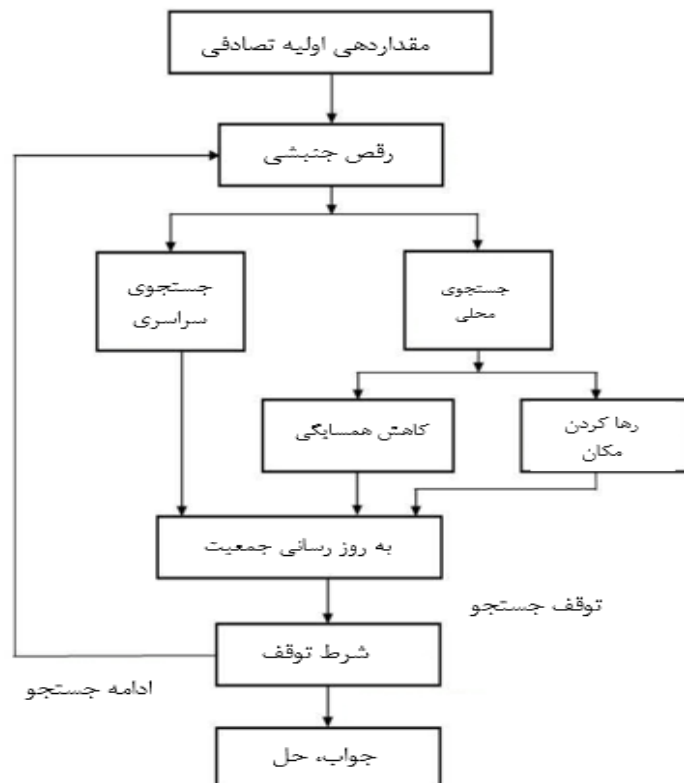 مقداردهی اولیه تصادفی
رقص جنبشی
جستجوی
سراسری
جستجوی
محلی
کاهش همسایگی
رها کردن
مکان
به روز رسانی جمعیت
توقف جستجو
شرط توقف
ادامه جستجو
جواب، حل